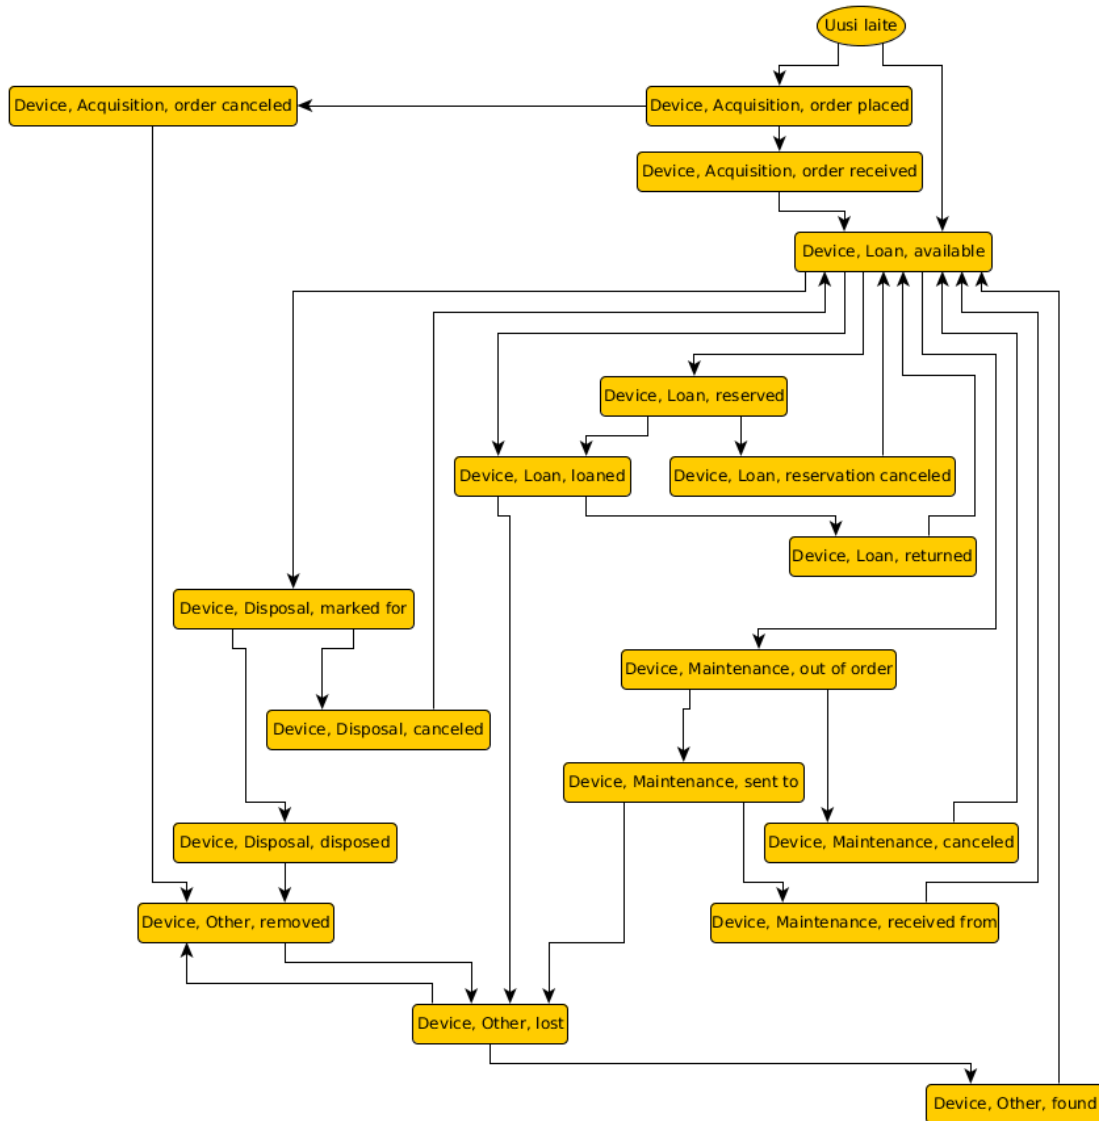 Uusi laite
Device, Acquisition, order canceled
Device, Acquisition, order placed
Device, Acquisition, order received
Device, Loan, available
Device, Loan, reserved
Device, Loan, loaned
Device, Loan, reservation canceled
Device, Loan, returned
Device, Disposal, marked for
Device, Maintenance, out of order
Device, Disposal, canceled
Device, Maintenance, sent to
Device, Disposal, disposed
Device, Maintenance, canceled
Device, Other, removed
Device, Maintenance, received from
Device, Other, lost
Device, Other, found